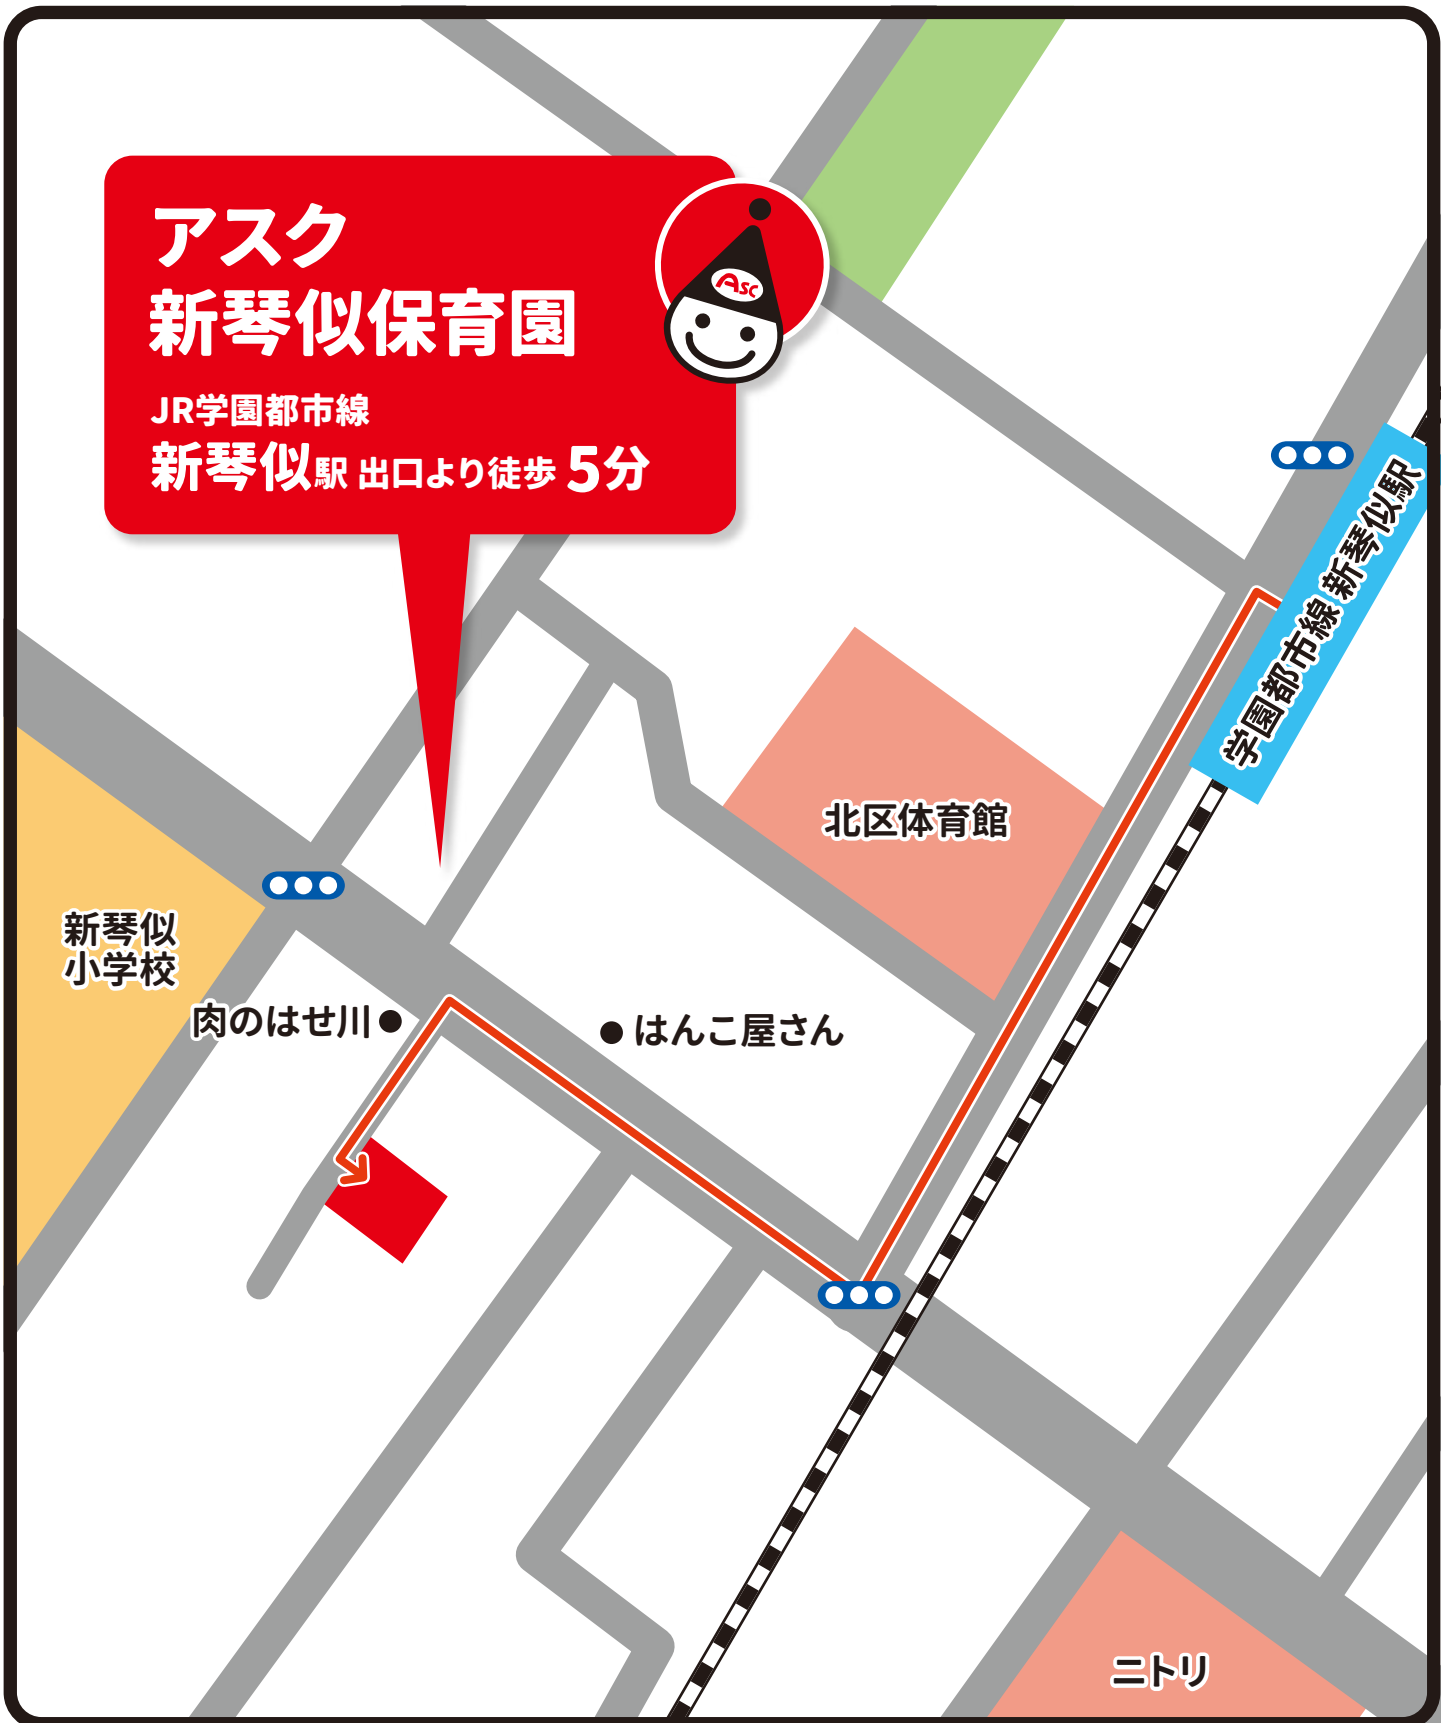 アスク
新琴似保育園
JR学園都市線
新琴似駅 出口より徒歩 5分
ASC
学園都市線 新琴似駅
北区体育館
新琴似
小学校
肉のはせ川
はんこ屋さん
ニトリ